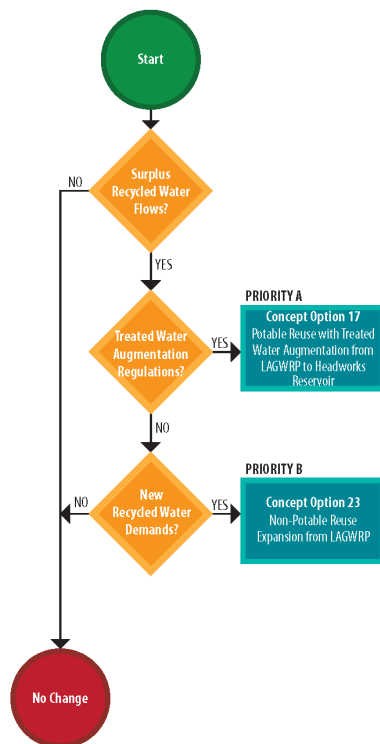 Start
Surplus
Recycled Water
Flows?
NO
YES
Treated Water
Augmentation
Regulations?
YES
PRIORITY A
Concept Option 17
Potable Reuse with Treated
Water Augmentation from
LAGWRP to Headworks
Reservoir
NO
New
Recycled Water
Demands?
NO
YES
PRIORITY B
Concept Option 23
Non-Potable Reuse
Expansion from LAGWRP
No Change